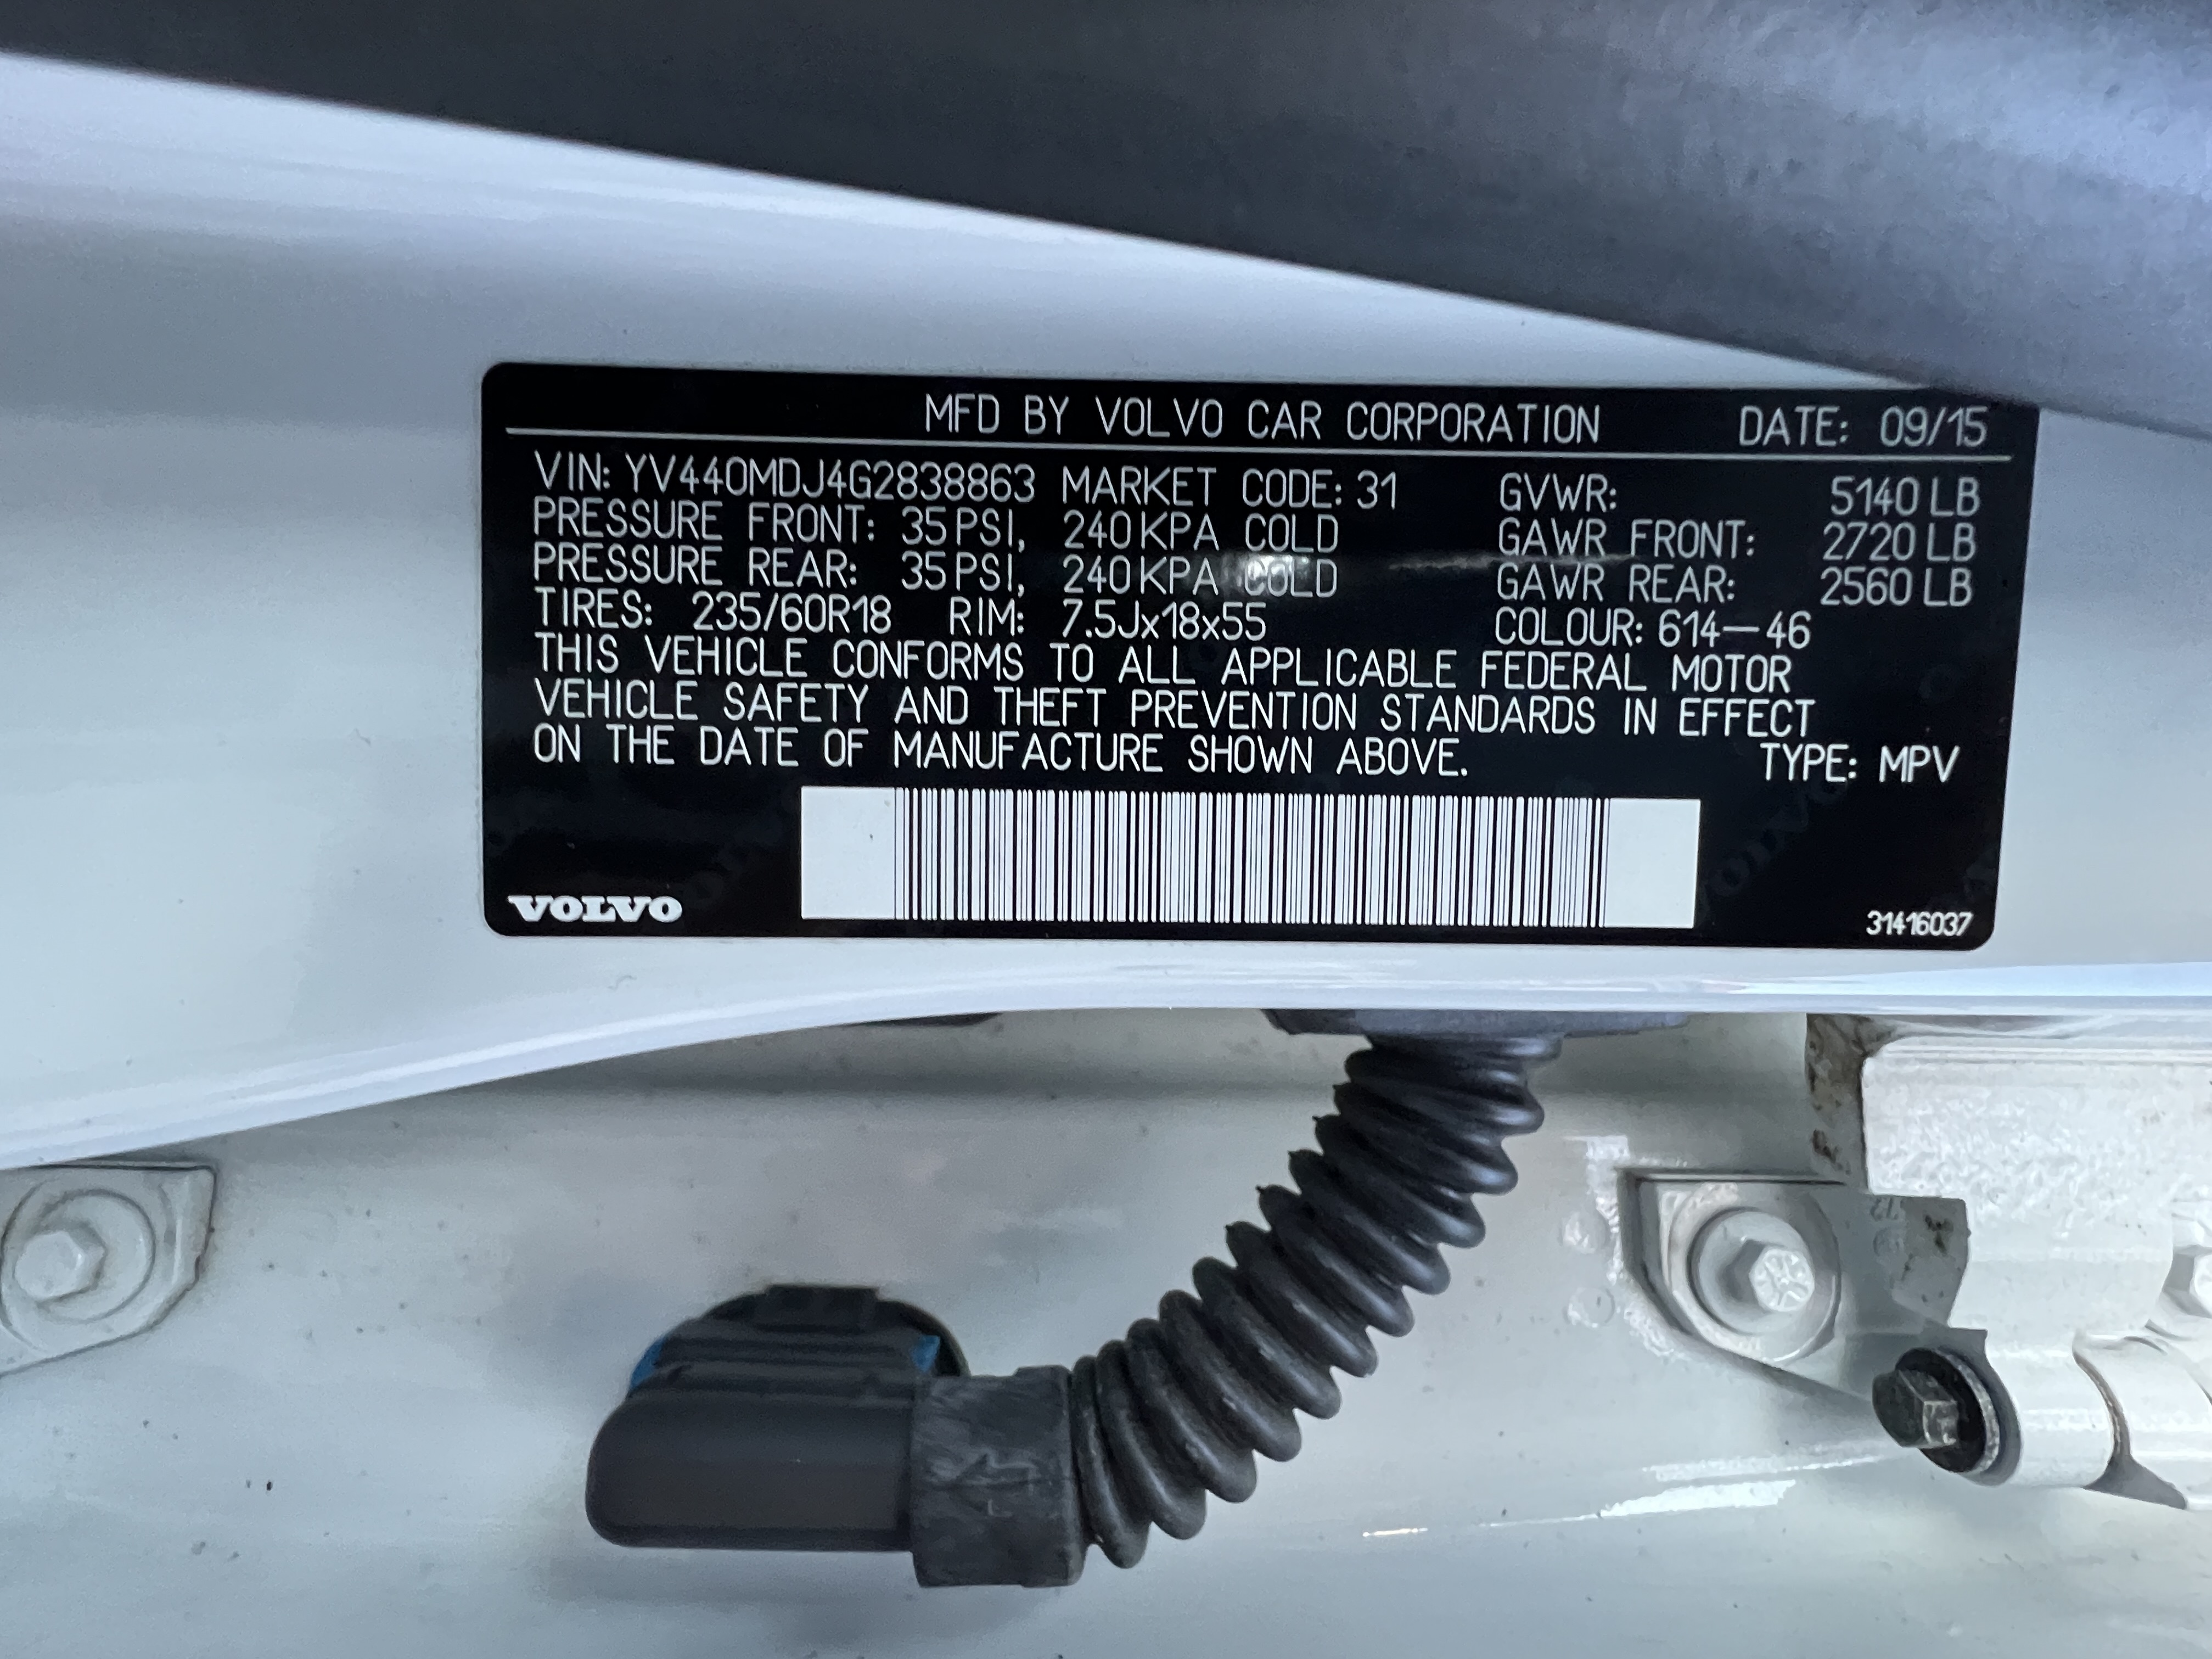 MFD BY VOLVO CAR CORPORATION DATE: 09/15
VIN: YV440MDJ4G2838863 MARKET CODE: 31 GVWR: 5140 LB
PRESSURE FRONT: 35 PSI, 240 KPA COLD GAWR FRONT: 2720 LB
PRESSURE REAR: 35 PSI, 240 KPA COLD GAWR REAR: 2560 LB
TIRES: 235/60R18 RIM: 7.5Jx18x55 COLOUR: 614–46
THIS VEHICLE CONFORMS TO ALL APPLICABLE FEDERAL MOTOR
VEHICLE SAFETY AND THEFT PREVENTION STANDARDS IN EFFECT
ON THE DATE OF MANUFACTURE SHOWN ABOVE. TYPE: MPV
VOLVO 31416037